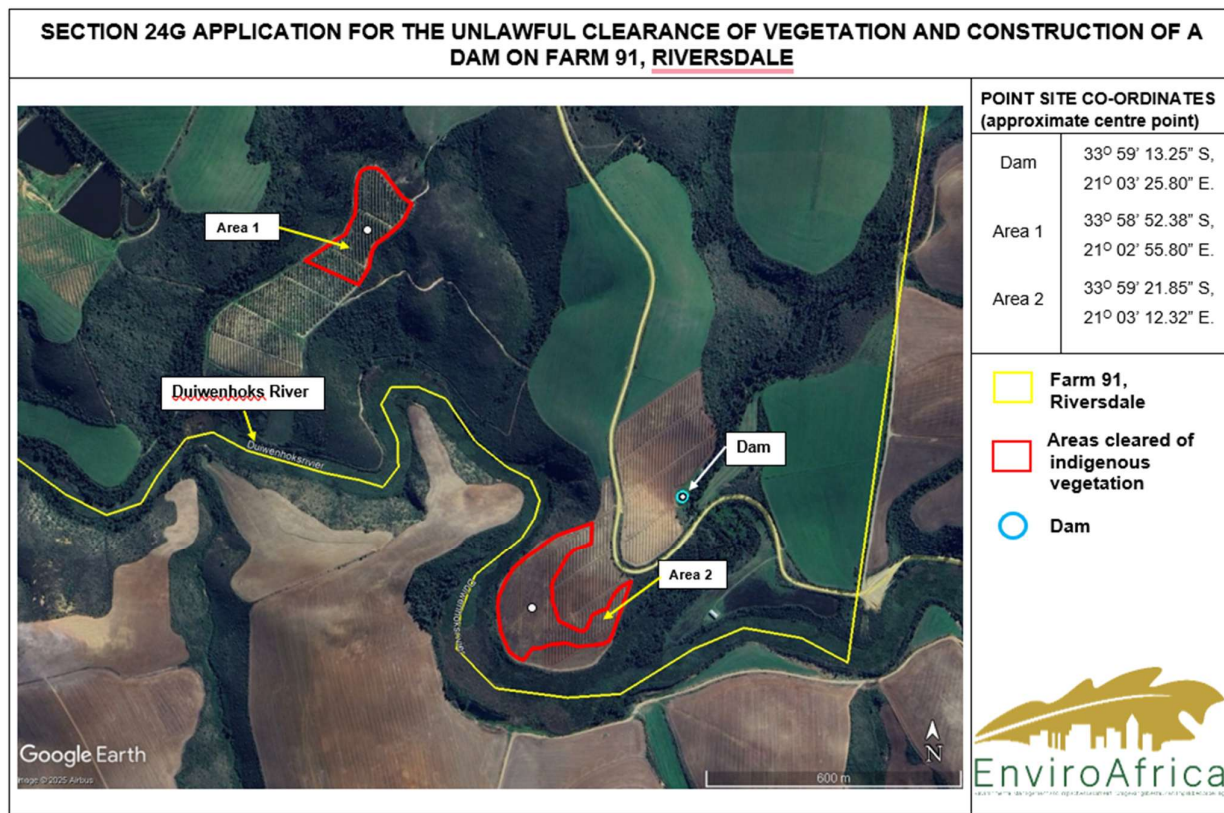 SECTION 24G APPLICATION FOR THE UNLAWFUL CLEARANCE OF VEGETATION AND CONSTRUCTION OF A
DAM ON FARM 91, RIVERSDALE
Area 1
Duiwenhoks River
Duiwenhoksrivier
Dam
Area 2
Google Earth
Image © 2025 Airbus
N
600 m
POINT SITE CO-ORDINATES
(approximate centre point)
Dam
33O 59’ 13.25” S,
21O 03’ 25.80” E.
Area 1
33O 58’ 52.38” S,
21O 02’ 55.80” E.
Area 2
33O 59’ 21.85” S,
21O 03’ 12.32” E.
Farm 91,
Riversdale
Areas cleared of
indigenous
vegetation
Dam
EnviroAfrica